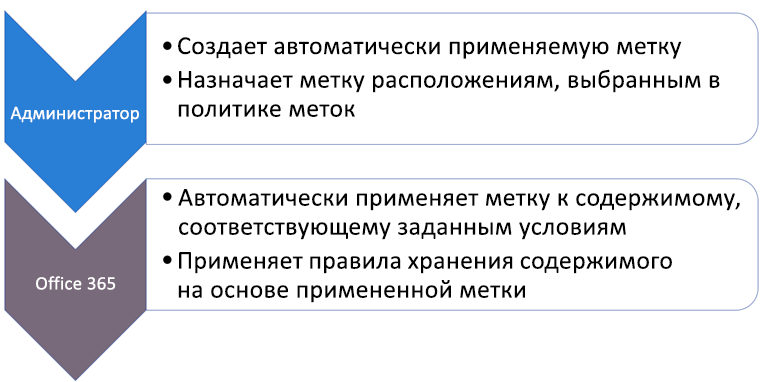 Администратор
• Создает автоматически применяемую метку
• Назначает метку расположениям, выбранным в
политике меток
Office 365
• Автоматически применяет метку к содержимому,
соответствующему заданным условиям
• Применяет правила хранения содержимого
на основе примененной метки